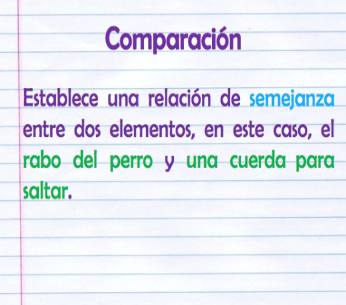 Comparación
Establece una relación de semejanza
entre dos elementos, en este caso, el
rabo del perro y una cuerda para
saltar.